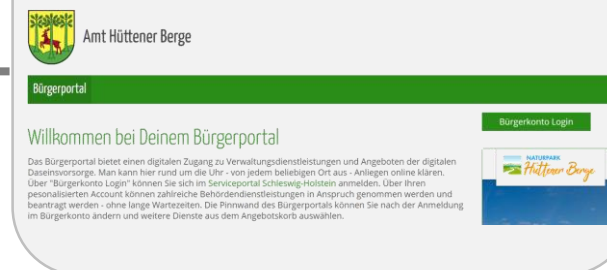 Amt Hüttener Berge
Bürgerportal
Bürgerkonto Login
Willkommen bei Deinem Bürgerportal
Das Bürgerportal bietet einen digitalen Zugang zu Verwaltungsdienstleistungen und Angeboten der digitalen
Daseinsvorsorge. Man kann hier rund um die Uhr - von jedem beliebigen Ort aus - Anliegen online klären.
Über "Bürgerkonto Login" können Sie sich im Serviceportal Schleswig-Holstein anmelden. Über Ihren
pesonalisierten Account können zahlreiche Behördendienstleistungen in Anspruch genommen werden und
beantragt werden - ohne lange Wartezeiten. Die Pinnwand des Bürgerportals können Sie nach der Anmeldung
im Bürgerkonto ändern und weitere Dienste aus dem Angebotskorb auswählen.
NATURPARK
Hüttener Berge